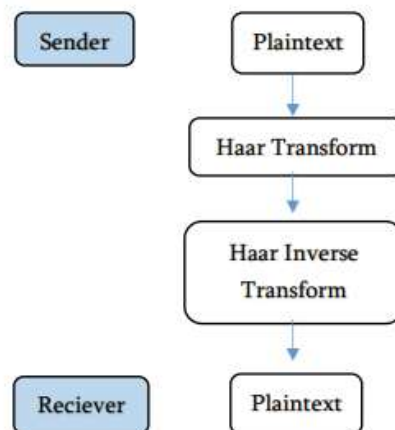 Sender
Plaintext
Haar Transform
Haar Inverse
Transform
Reciever
Plaintext